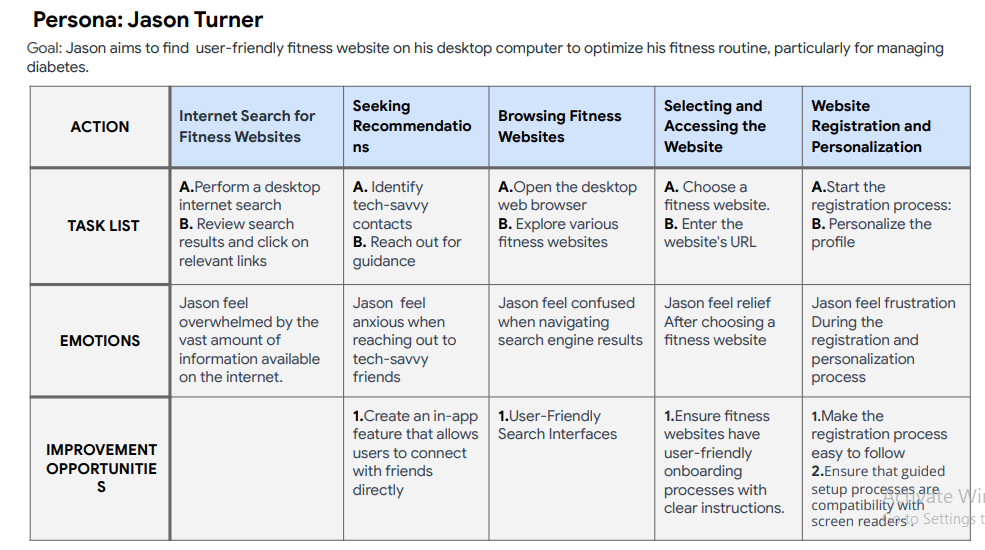 Persona: Jason Turner
Goal: Jason aims to find  user-friendly fitness website on his desktop computer to optimize his fitness routine, particularly for managing
diabetes.
ACTION
Internet Search for
Fitness Websites
Seeking
Recommendatio
ns
Browsing Fitness
Websites
Selecting and
Accessing the
Website
Website
Registration and
Personalization
TASK LIST
A.Perform a desktop
internet search
B. Review search
results and click on
relevant links
A. Identify
tech-savvy
contacts
B. Reach out for
guidance
A.Open the desktop
web browser
B. Explore various
fitness websites
A. Choose a
fitness website.
B. Enter the
website's URL
A.Start the
registration process:
B. Personalize the
profile
EMOTIONS
Jason feel
overwhelmed by the
vast amount of
information available
on the internet.
Jason  feel
anxious when
reaching out to
tech-savvy
friends
Jason feel confused
when navigating
search engine results
Jason feel relief
After choosing a
fitness website
Jason feel frustration
During the
registration and
personalization
process
IMPROVEMENT
OPPORTUNITIE
S
1.Create an in-app
feature that allows
users to connect
with friends
directly
1.User-Friendly
Search Interfaces
1.Ensure fitness
websites have
user-friendly
onboarding
processes with
clear instructions.
1.Make the
registration process
easy to follow
2.Ensure that guided
setup processes are
compatibility with
screen readers .
Activate Wi
Go to Settings t